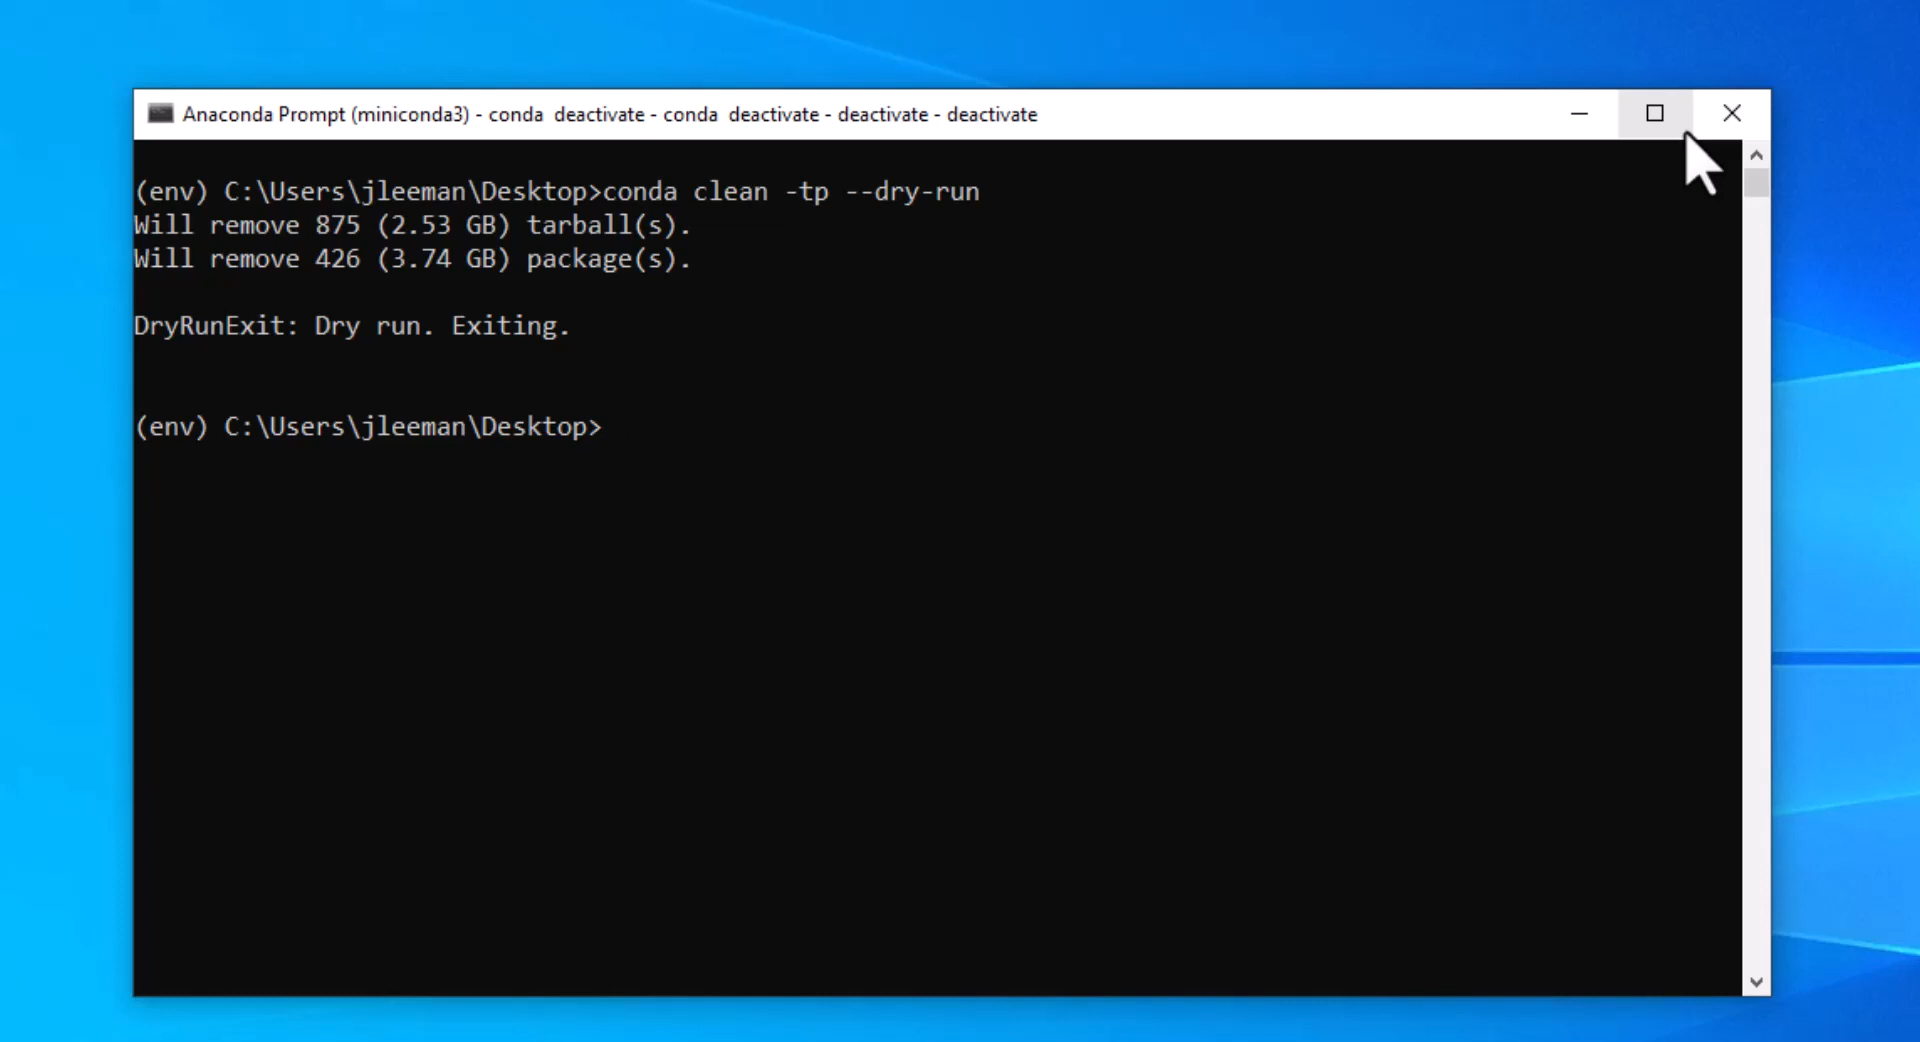 Anaconda Prompt (miniconda3) - conda  deactivate - conda  deactivate - deactivate - deactivate
(env) C:\Users\jleeman\Desktop>conda clean -tp --dry-run
Will remove 875 (2.53 GB) tarball(s).
Will remove 426 (3.74 GB) package(s).
DryRunExit: Dry run. Exiting.
(env) C:\Users\jleeman\Desktop>